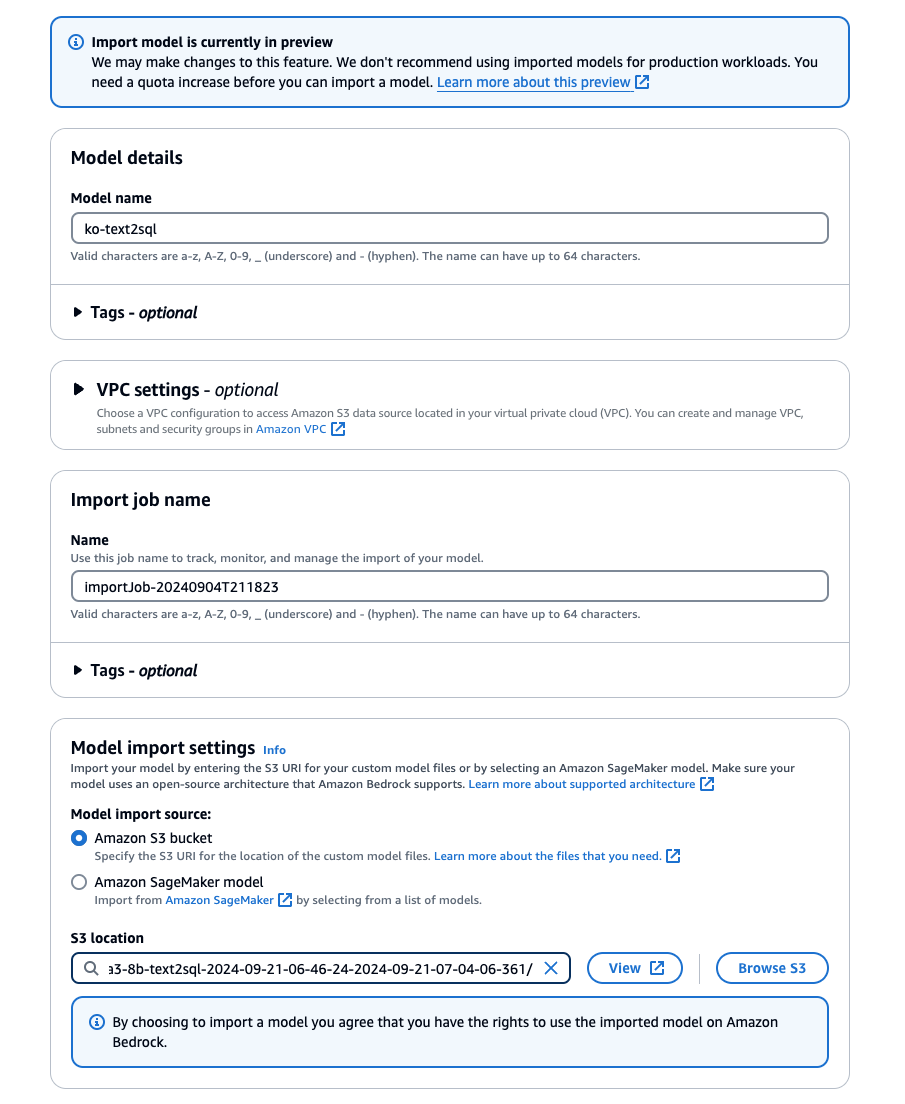 Import model is currently in preview
We may make changes to this feature. We don't recommend using imported models for production workloads. You
need a quota increase before you can import a model. Learn more about this preview
Model details
Model name
ko-text2sql
Valid characters are a-z, A-Z, 0-9, _ (underscore) and - (hyphen). The name can have up to 64 characters.
Tags - optional
VPC settings - optional
Choose a VPC configuration to access Amazon S3 data source located in your virtual private cloud (VPC). You can create and manage VPC,
subnets and security groups in Amazon VPC
Import job name
Name
Use this job name to track, monitor, and manage the import of your model.
importJob-20240904T211823
Valid characters are a-z, A-Z, 0-9, _ (underscore) and - (hyphen). The name can have up to 64 characters.
Tags - optional
Model import settings Info
Import your model by entering the S3 URI for your custom model files or by selecting an Amazon SageMaker model. Make sure your
model uses an open-source architecture that Amazon Bedrock supports. Learn more about supported architecture
Model import source:
Amazon S3 bucket
Specify the S3 URI for the location of the custom model files. Learn more about the files that you need.
Amazon SageMaker model
Import from Amazon SageMaker by selecting from a list of models.
S3 location
a3-8b-text2sql-2024-09-21-06-46-24-2024-09-21-07-04-06-361/ View Browse S3
By choosing to import a model you agree that you have the rights to use the imported model on Amazon
Bedrock.